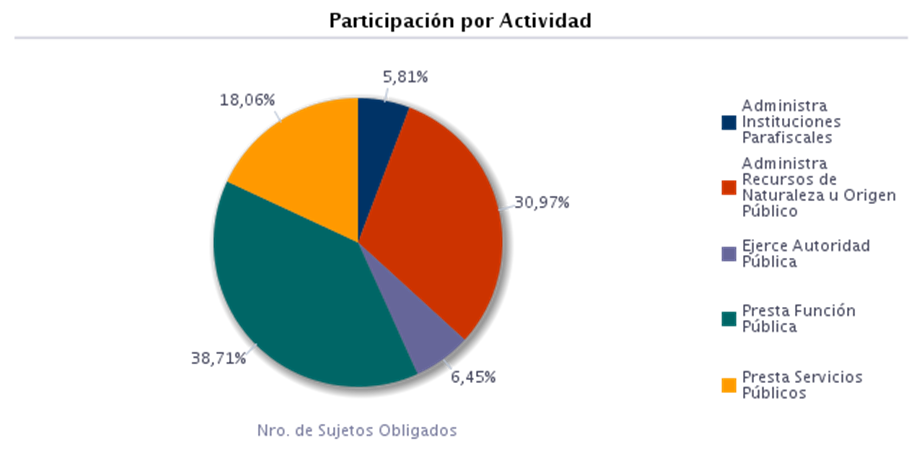 Participación por Actividad
5,81%
18,06%
30,97%
38,71%
6,45%
Nro. de Sujetos Obligados
Administra
Instituciones
Parafiscales
Administra
Recursos de
Naturaleza u Origen
Público
Ejerce Autoridad
Pública
Presta Función
Pública
Presta Servicios
Públicos